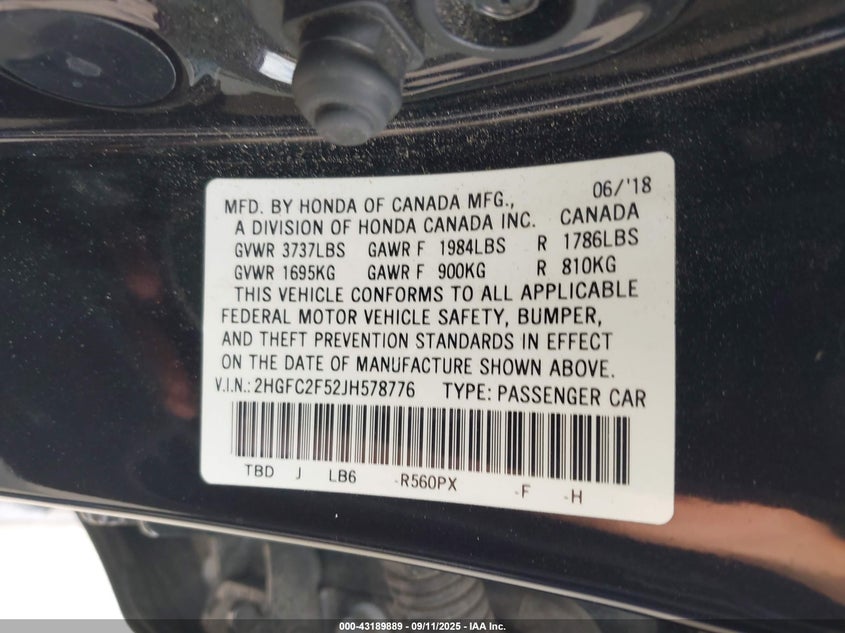 06/'18
MFD. BY HONDA OF CANADA MFG.,
A DIVISION OF HONDA CANADA INC. CANADA
GVWR 3737LBS GAWR F 1984LBS R 1786LBS
GVWR 1695KG GAWR F 900KG R 810KG
THIS VEHICLE CONFORMS TO ALL APPLICABLE
FEDERAL MOTOR VEHICLE SAFETY, BUMPER,
AND THEFT PREVENTION STANDARDS IN EFFECT
ON THE DATE OF MANUFACTURE SHOWN ABOVE.
V.I.N.: 2HGFC2F52JH578776 TYPE: PASSENGER CAR
TBD J LB6 -R560PX -F -H
000-43189889 - 09/11/2025 - IAA Inc.